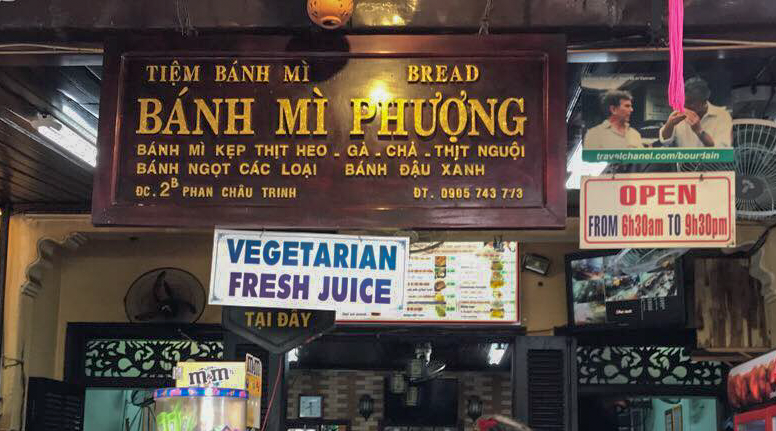 TIỆM BÁNH MÌ BREAD
BÁNH MÌ PHƯỢNG
BÁNH MÌ KẸP THỊT HEO - GÀ - CHẢ - THỊT NGUỘI
BÁNH NGỌT CÁC LOẠI BÁNH ĐẬU XANH
ĐC. 2B PHAN CHÂU TRINH ĐT. 0905 743 773
travelchanel.com/bourdain
OPEN
FROM 6h30am TO 9h30pm
VEGETARIAN
FRESH JUICE
TẠI ĐÂY
m&m's